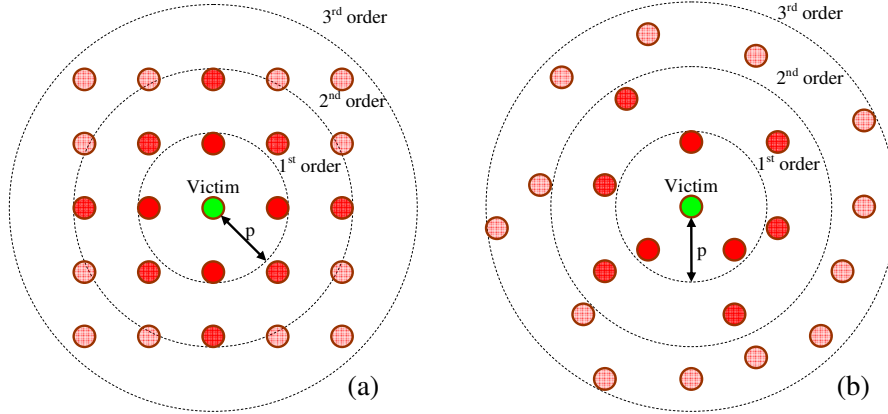 3rd order
2nd order
1st order
Victim
p
(a)
3rd order
2nd order
1st order
Victim
p
(b)